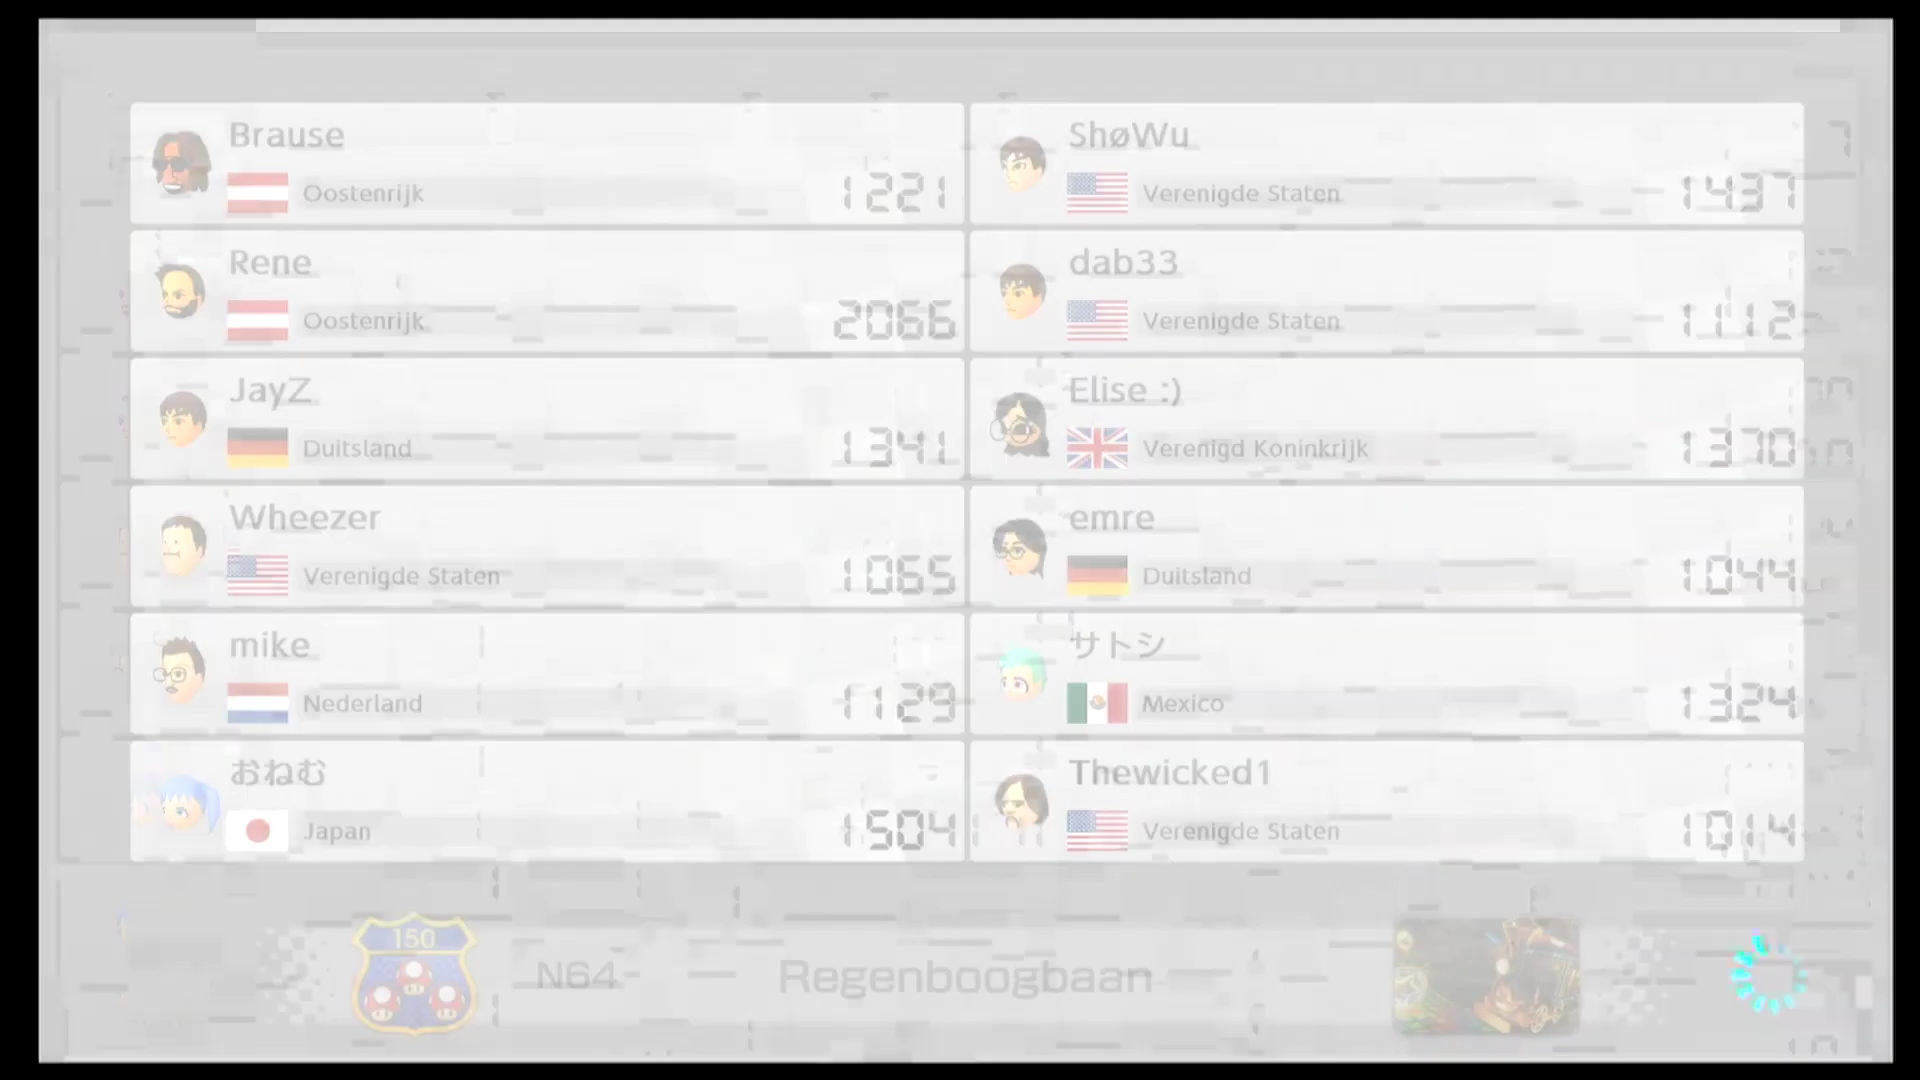 Brause
Oostenrijk 1221
Rene
Oostenrijk 2066
JayZ
Duitsland 1341
Wheezer
Verenigde Staten 1065
mike
Nederland 1129
おねむ
Japan 1504
ShøWu
Verenigde Staten 1437
dab33
Verenigde Staten 1112
Elise :)
Verenigd Koninkrijk 1370
emre
Duitsland 1044
サトシ
Mexico 1324
Thewicked1
Verenigde Staten 1014
150 N64 Regenboogbaan